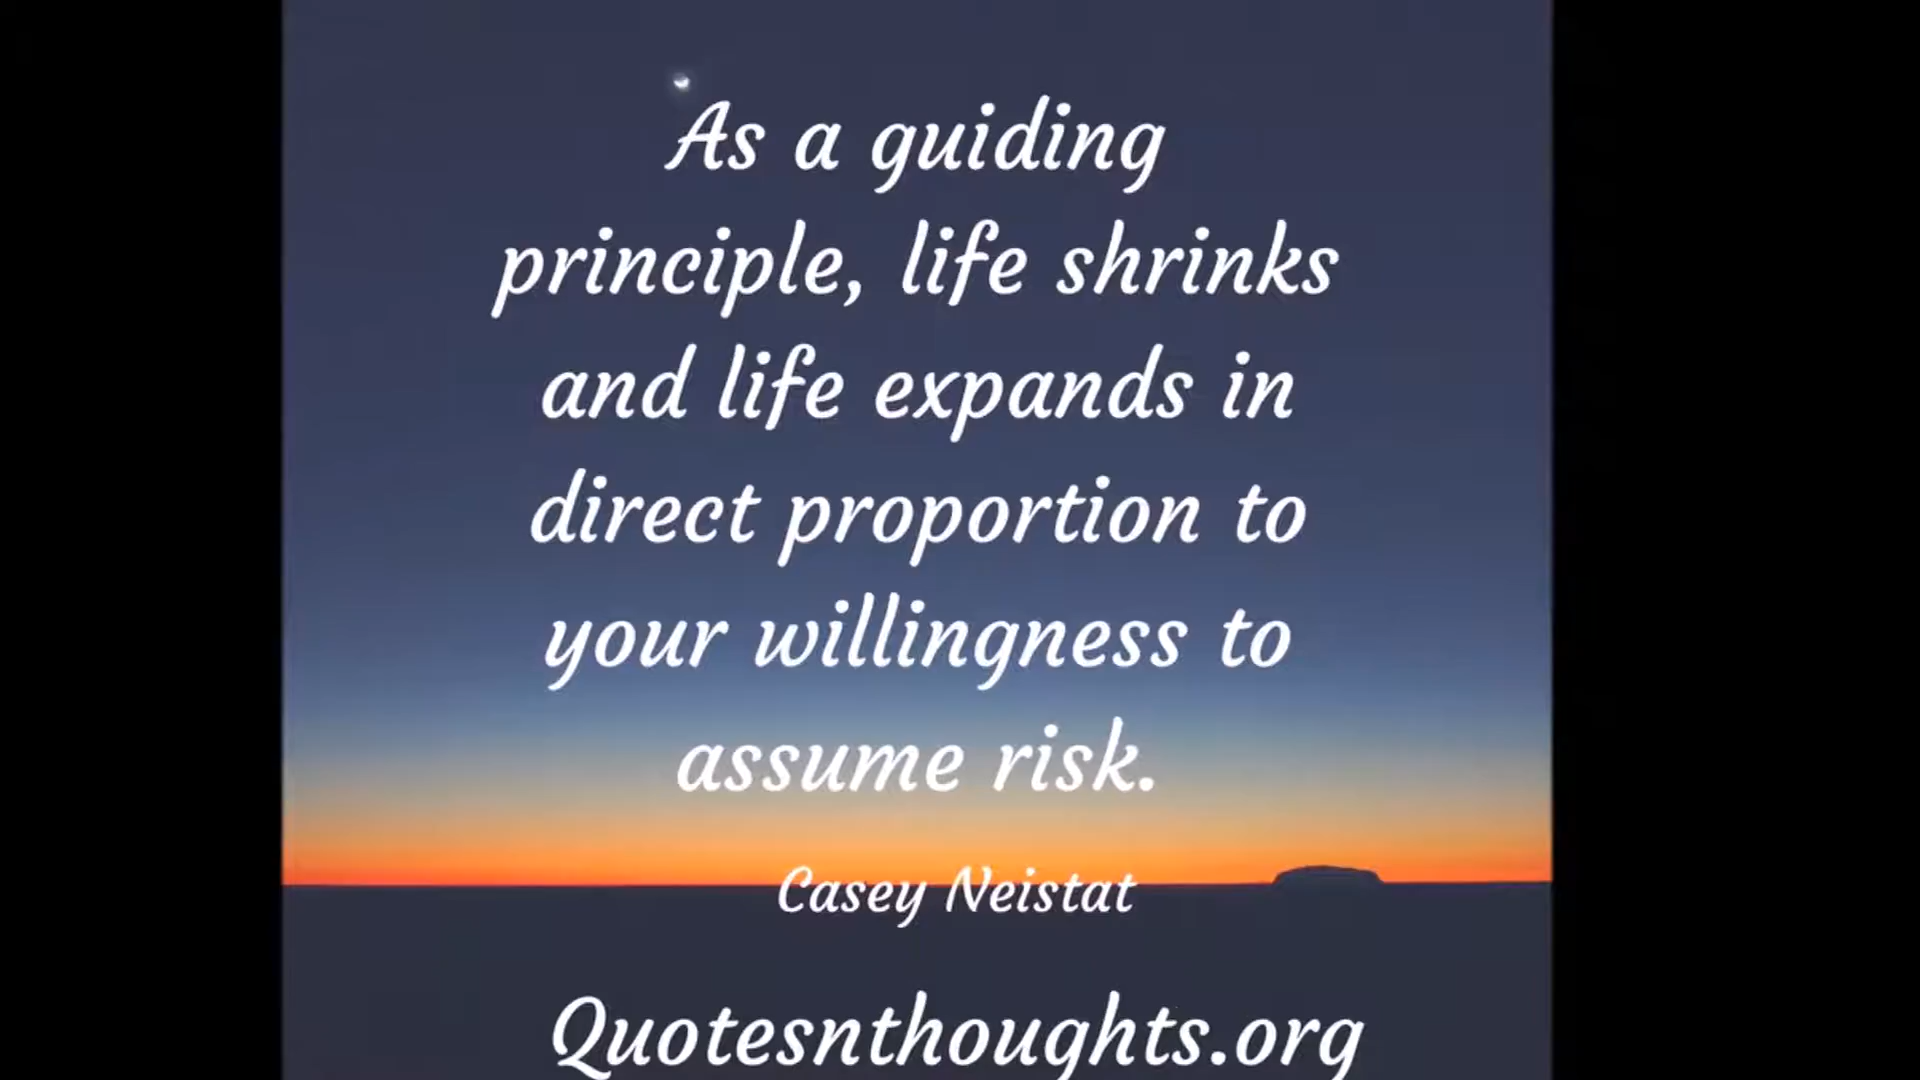 As a guiding
principle, life shrinks
and life expands in
direct proportion to
your willingness to
assume risk.
Casey Neistat
Quotesnthoughts.org